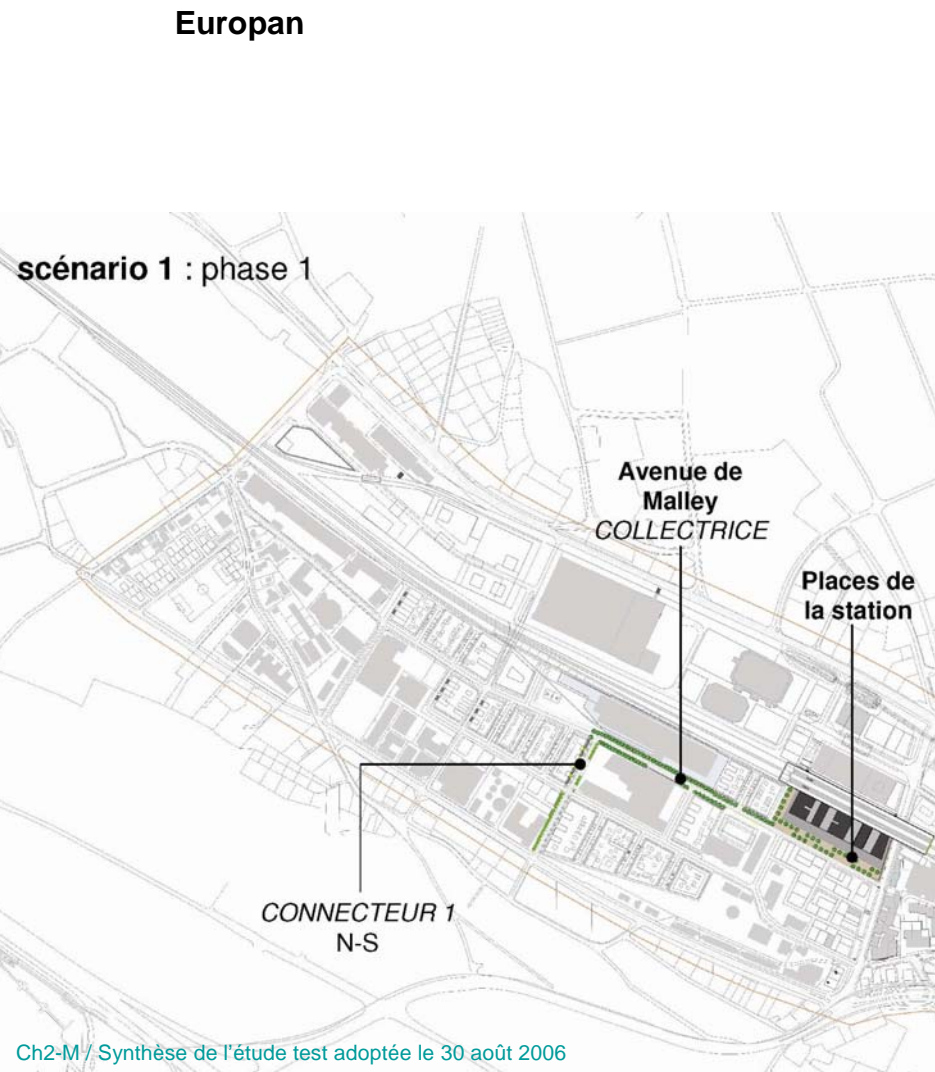 Europan
scénario 1 : phase 1
Avenue de
Malley
COLLECTRICE
Places de
la station
CONNECTEUR 1
N-S
Ch2-M / Synthèse de l'étude test adoptée le 30 août 2006